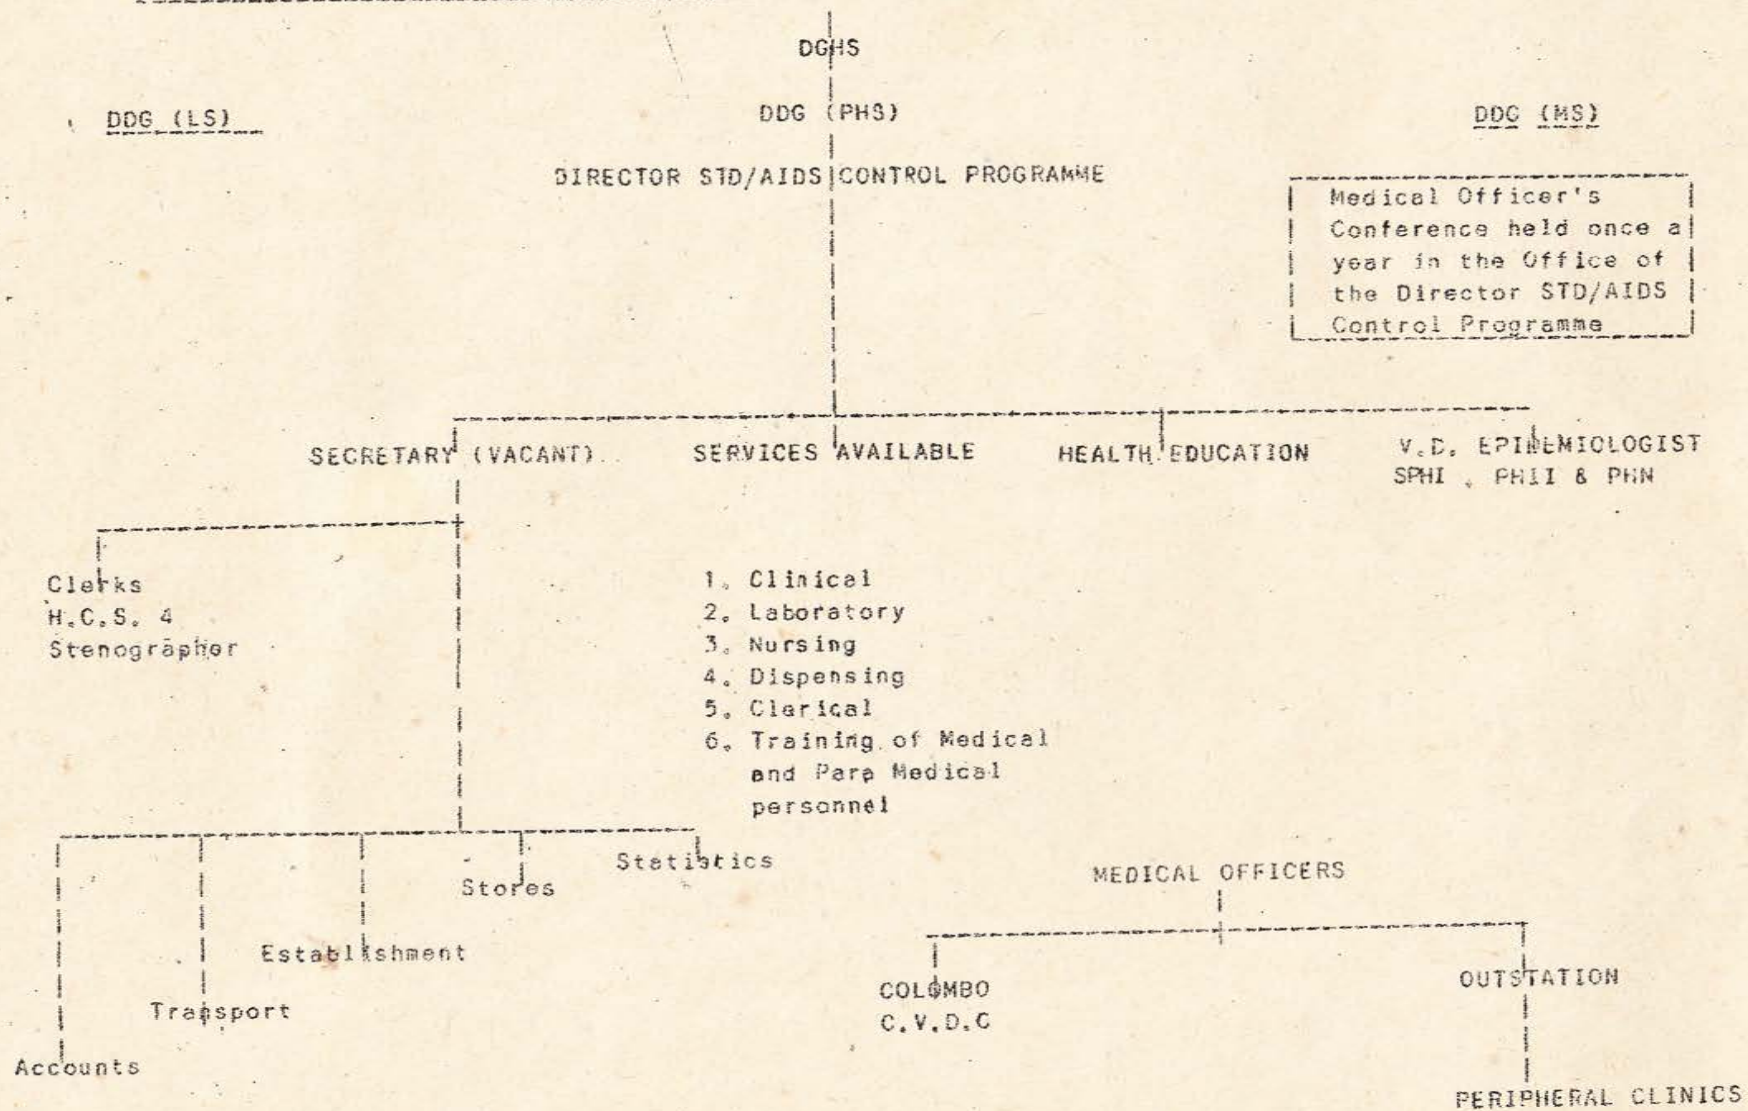 DGHS
DDG (LS)
DDG (PHS)
DDG (MS)
DIRECTOR STD/AIDS CONTROL PROGRAMME
Medical Officer's
Conference held once a
year in the Office of
the Director STD/AIDS
Control Programme
SECRETARY (VACANT)
SERVICES AVAILABLE
HEALTH EDUCATION
V.D. EPIDEMIOLOGIST
SPHI , PHII & PHN
Clerks
H.C.S. 4
Stenographer
1. Clinical
2. Laboratory
3. Nursing
4. Dispensing
5. Clerical
6. Training of Medical
and Para Medical
personnel
Statistics
Stores
Establishment
Transport
Accounts
MEDICAL OFFICERS
COLOMBO
C.V.D.C
OUTSTATION
PERIPHERAL CLINICS